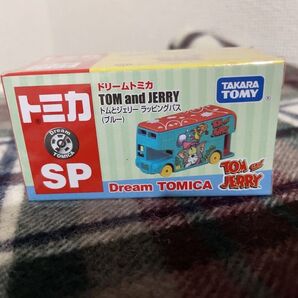 トミカ
Dream
TOMICA
SP
ドリームトミカ
TOM and JERRY
トムとジェリー ラッピングバス
(ブルー)
TAKARA
TOMY
Dream TOMICA
TOM and
JERRY